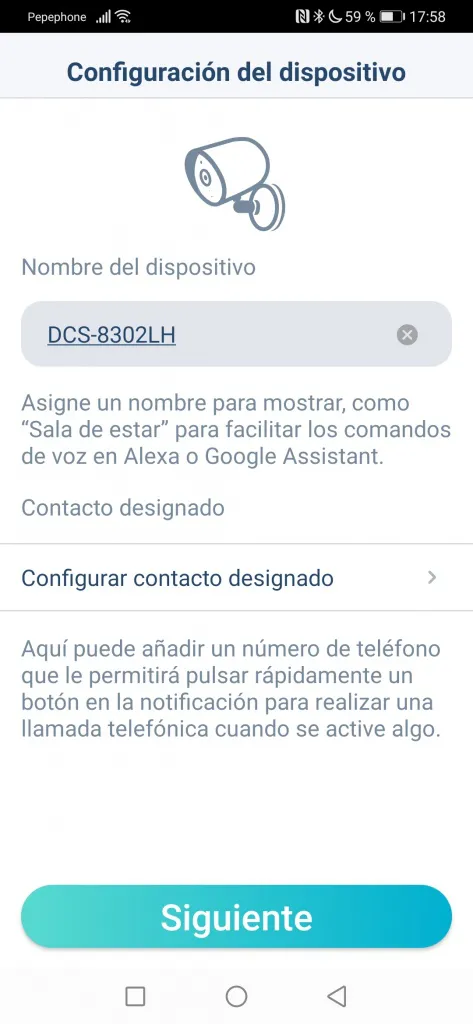 Pepephone 59 % 17:58
Configuración del dispositivo
Nombre del dispositivo
DCS-8302LH
Asigne un nombre para mostrar, como
“Sala de estar” para facilitar los comandos
de voz en Alexa o Google Assistant.
Contacto designado
Configurar contacto designado
Aquí puede añadir un número de teléfono
que le permitirá pulsar rápidamente un
botón en la notificación para realizar una
llamada telefónica cuando se active algo.
Siguiente